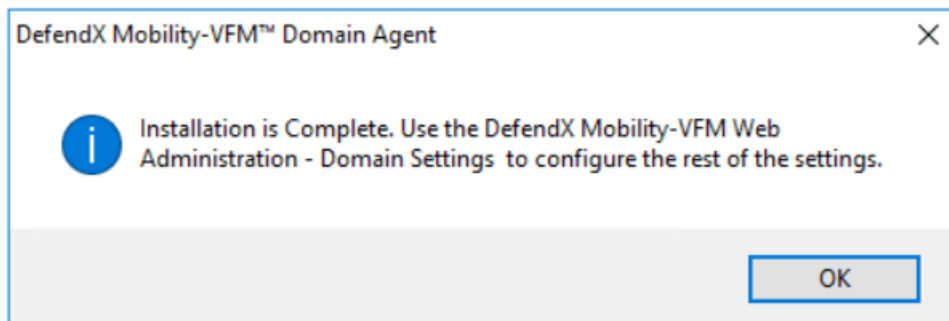 DefendX Mobility-VFM™ Domain Agent
Installation is Complete. Use the DefendX Mobility-VFM Web
Administration - Domain Settings  to configure the rest of the settings.
OK